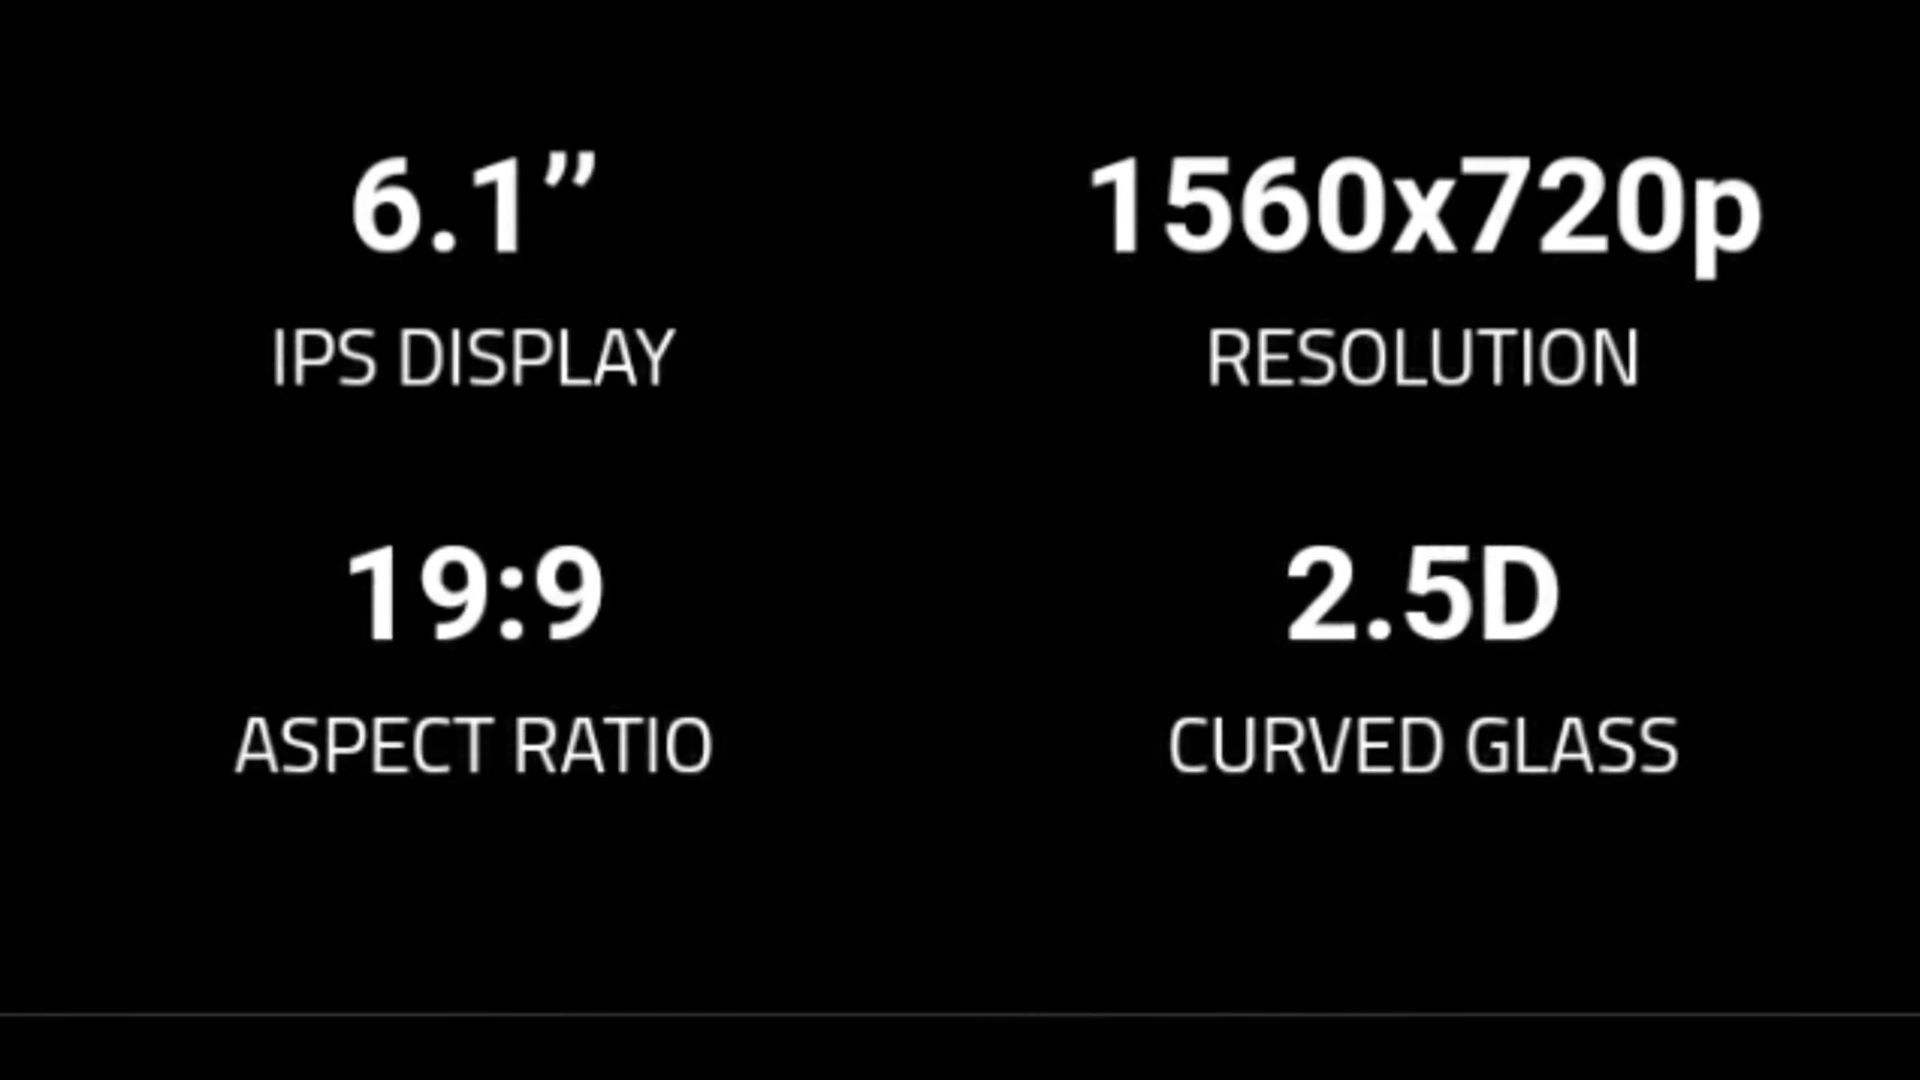 6.1”
IPS DISPLAY
1560x720p
RESOLUTION
19:9
ASPECT RATIO
2.5D
CURVED GLASS